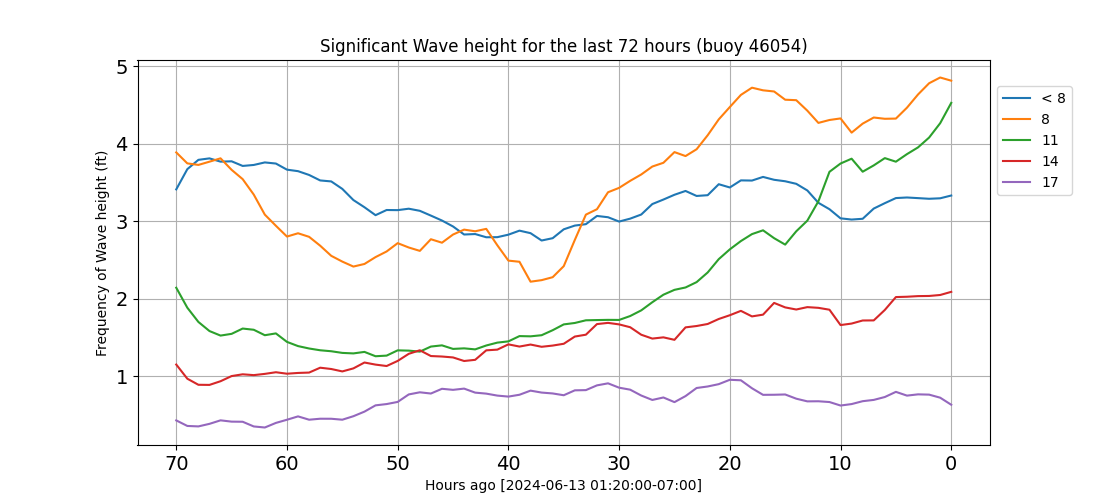 Significant Wave height for the last 72 hours (buoy 46054)
Frequency of Wave height (ft)
5
4
3
2
1
70 60 50 40 30 20 10 0
Hours ago [2024-06-13 01:20:00-07:00]
< 8
8
11
14
17